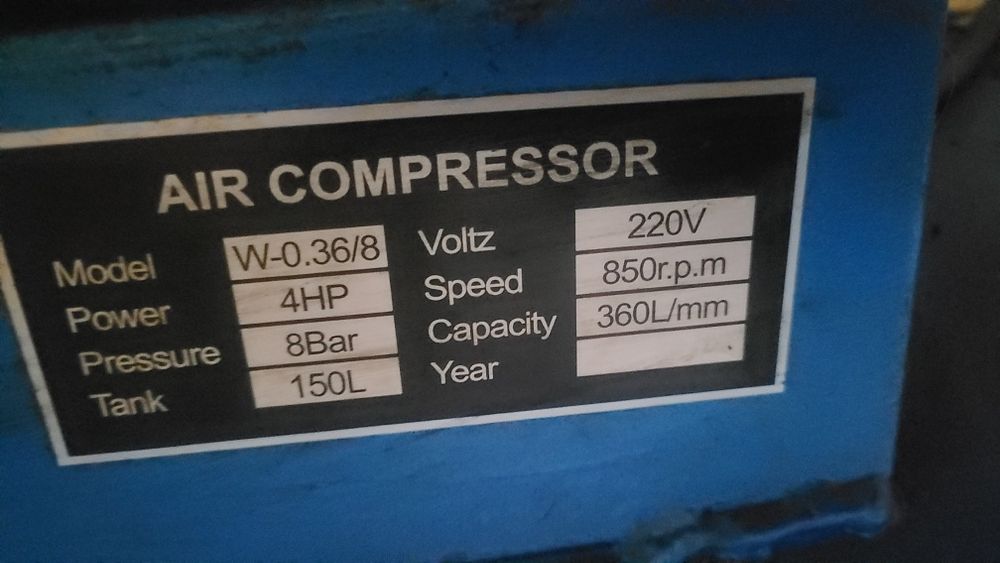 AIR COMPRESSOR
Model W-0.36/8 Voltz 220V
Power 4HP Speed 850r.p.m
Pressure 8Bar Capacity 360L/mm
Tank 150L Year